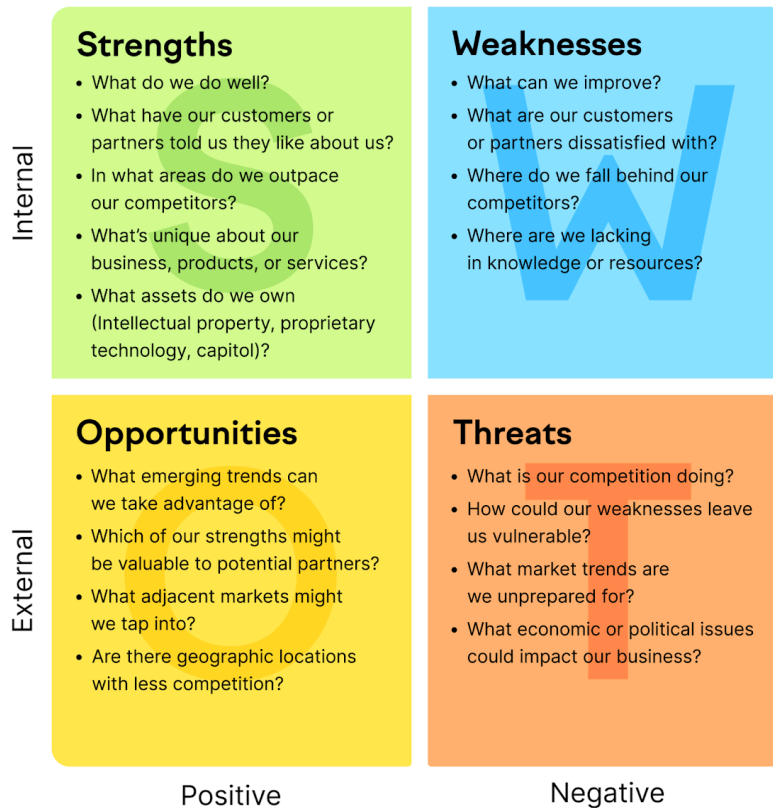 Internal
Strengths
• What do we do well?
• What have our customers or
partners told us they like about us?
• In what areas do we outpace
our competitors?
• What's unique about our
business, products, or services?
• What assets do we own
(Intellectual property, proprietary
technology, capitol)?
S
Weaknesses
• What can we improve?
• What are our customers
or partners dissatisfied with?
• Where do we fall behind our
competitors?
• Where are we lacking
in knowledge or resources?
W
External
Opportunities
• What emerging trends can
we take advantage of?
• Which of our strengths might
be valuable to potential partners?
• What adjacent markets might
we tap into?
• Are there geographic locations
with less competition?
O
Threats
• What is our competition doing?
• How could our weaknesses leave
us vulnerable?
• What market trends are
we unprepared for?
• What economic or political issues
could impact our business?
T
Positive
Negative